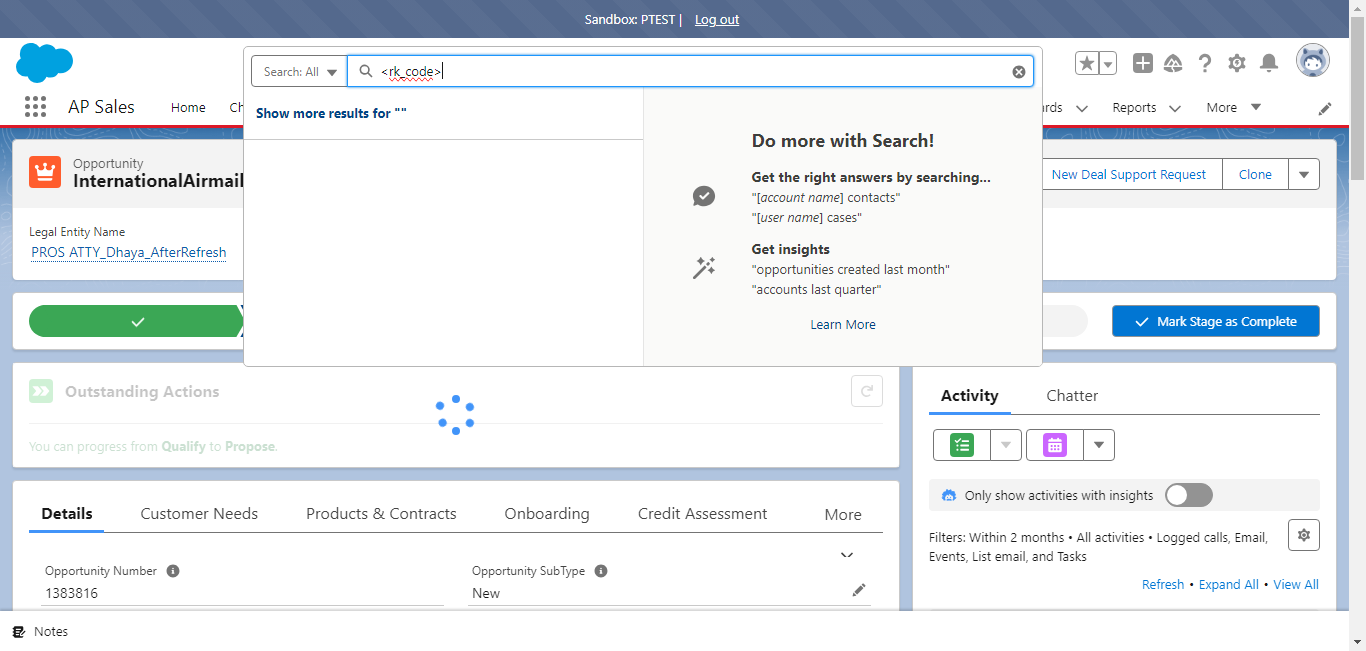 Sandbox: PTEST | Log out
Search: All <rk_code>
AP Sales Home Reports More
Show more results for ""
Do more with Search!
Get the right answers by searching...
"[account name] contacts"
"[user name] cases"
Get insights
"opportunities created last month"
"accounts last quarter"
Learn More
Opportunity
InternationalAirmail
New Deal Support Request Clone
Legal Entity Name
PROS ATTY_Dhaya_AfterRefresh
Mark Stage as Complete
Outstanding Actions
You can progress from Qualify to Propose.
Activity Chatter
Only show activities with insights
Filters: Within 2 months • All activities • Logged calls, Email,
Events, List email, and Tasks
Refresh • Expand All • View All
Details Customer Needs Products & Contracts Onboarding Credit Assessment More
Opportunity Number Opportunity SubType
1383816 New
Notes